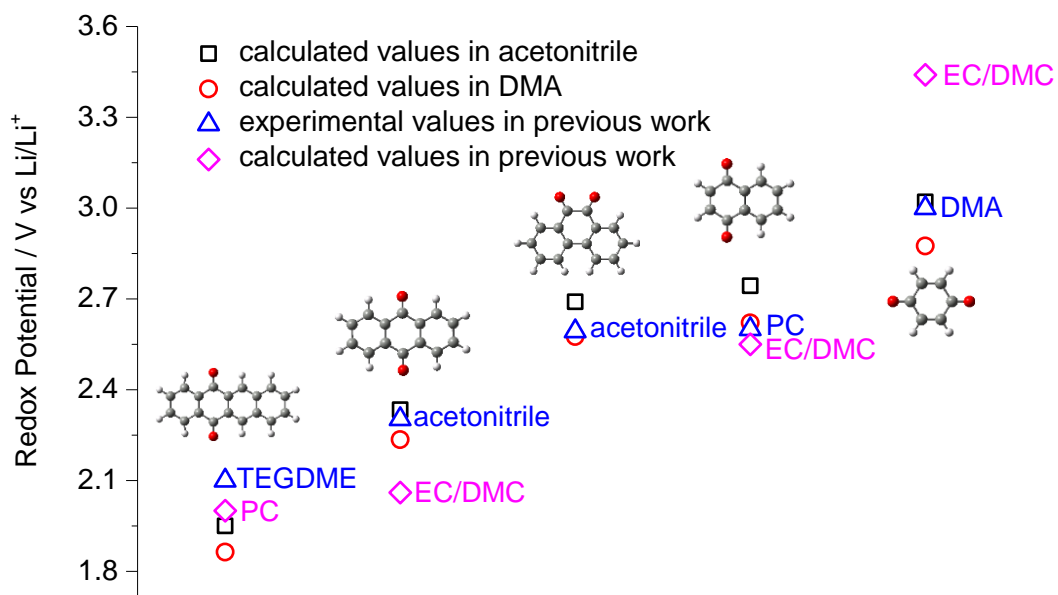 3.6
3.3
3.0
2.7
2.4
2.1
1.8
Redox Potential / V vs Li/Li⁺
calculated values in acetonitrile
calculated values in DMA
experimental values in previous work
calculated values in previous work
EC/DMC
DMA
acetonitrile
PC
EC/DMC
acetonitrile
EC/DMC
TEGDME
PC